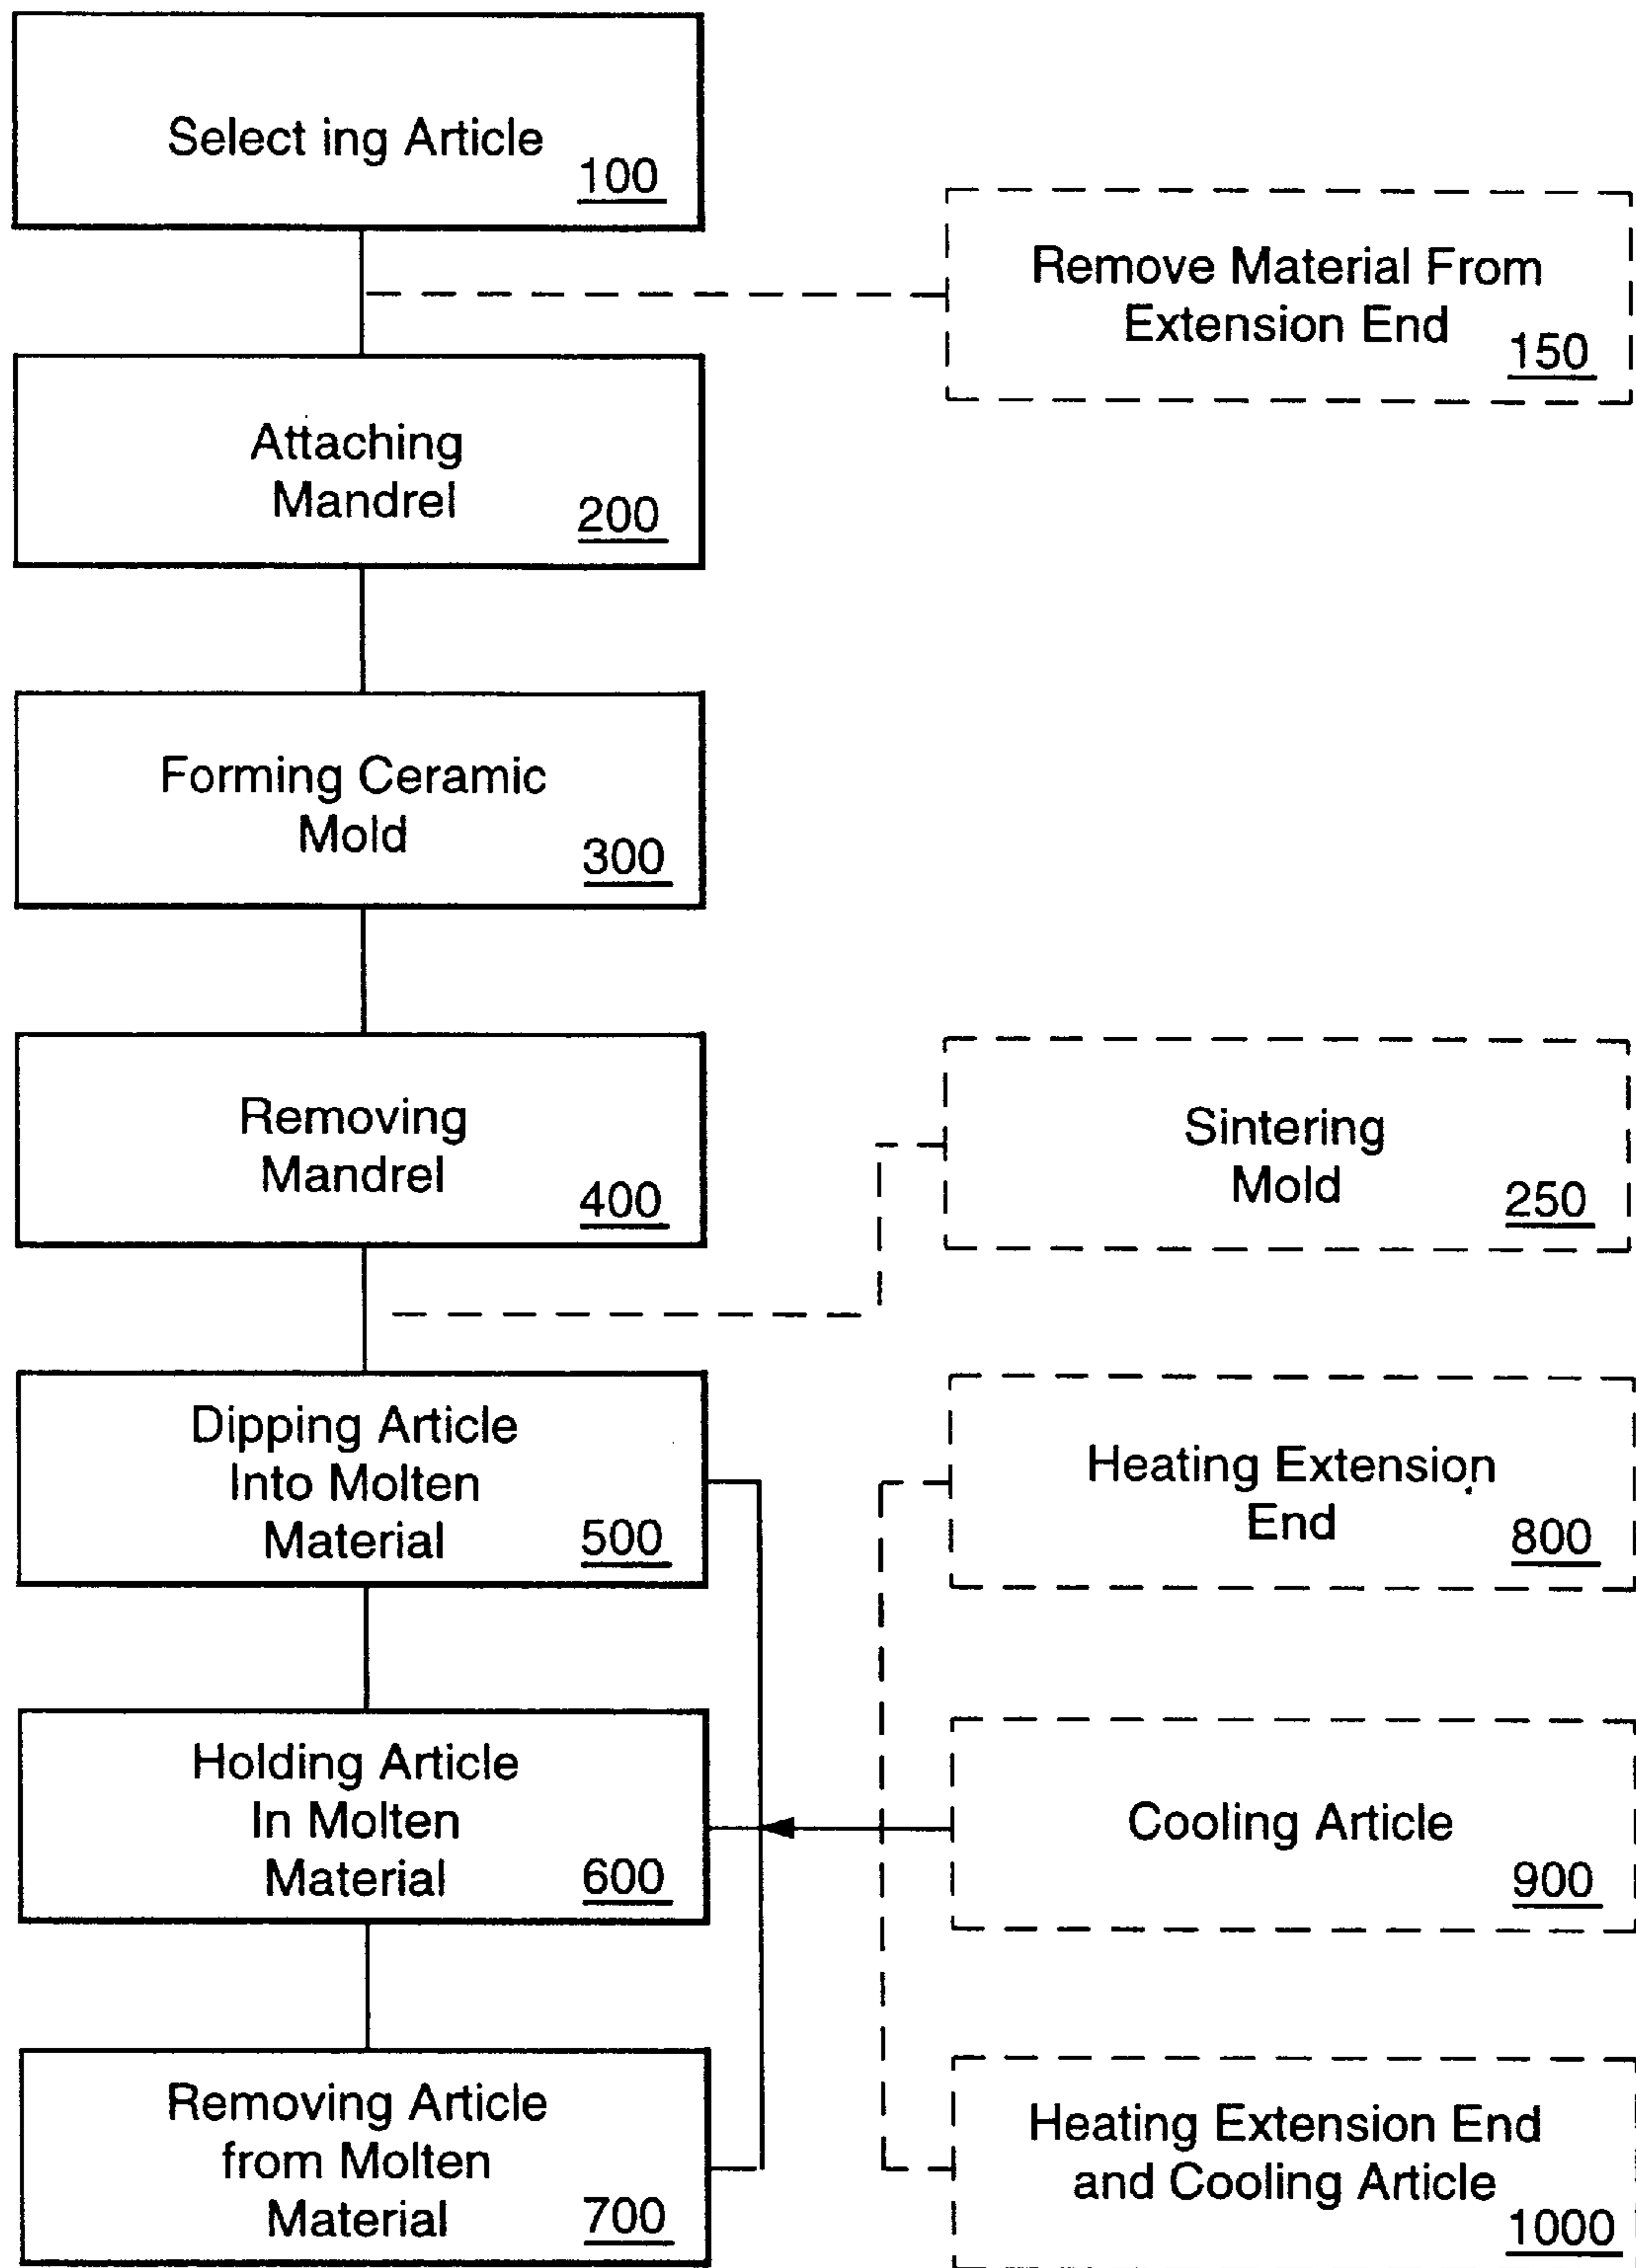 Select ing Article
100
Remove Material From
Extension End
150
Attaching
Mandrel
200
Forming Ceramic
Mold
300
Removing
Mandrel
400
Sintering
Mold
250
Dipping Article
Into Molten
Material
500
Heating Extension
End
800
Holding Article
In Molten
Material
600
Cooling Article
900
Removing Article
from Molten
Material
700
Heating Extension End
and Cooling Article
1000